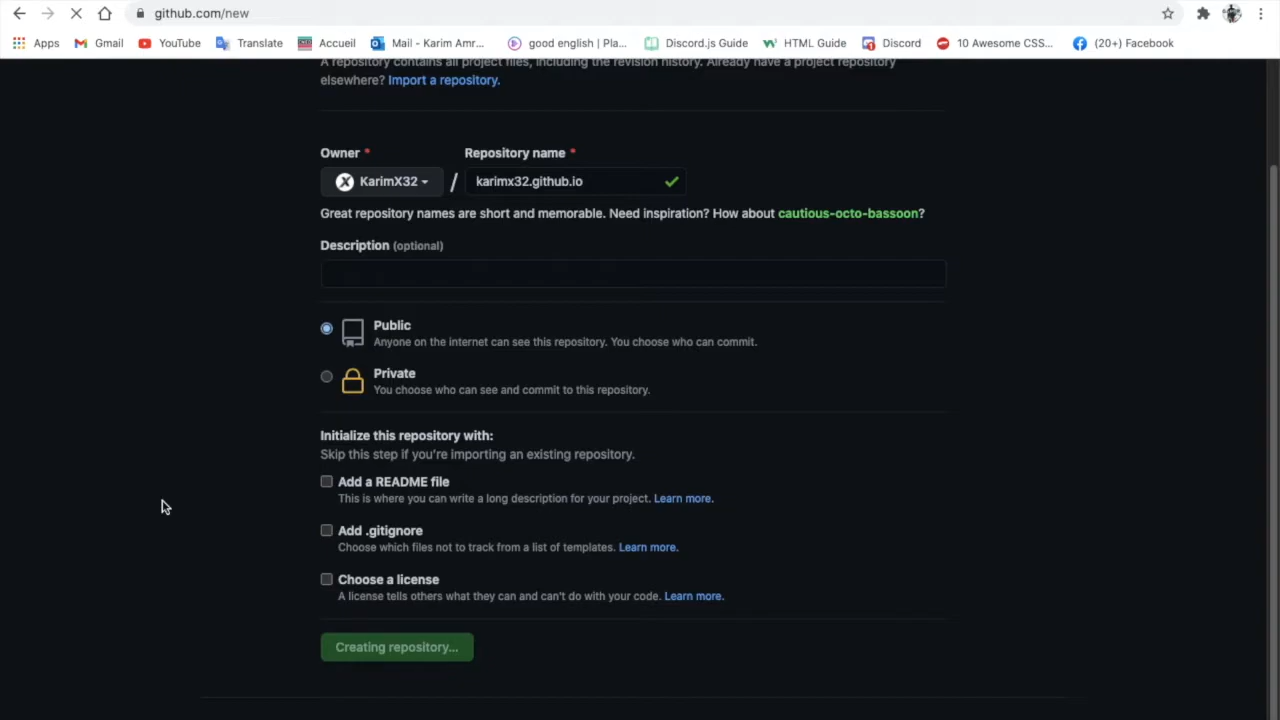 github.com/new
Apps Gmail YouTube Translate Accueil Mail - Karim Amr... good english | Pla... Discord.js Guide HTML Guide Discord 10 Awesome CSS... (20+) Facebook
A repository contains all project files, including the revision history. Already have a project repository
elsewhere? Import a repository.
Owner * Repository name *
KarimX32 / karimx32.github.io
Great repository names are short and memorable. Need inspiration? How about cautious-octo-bassoon?
Description (optional)
Public
Anyone on the internet can see this repository. You choose who can commit.
Private
You choose who can see and commit to this repository.
Initialize this repository with:
Skip this step if you're importing an existing repository.
Add a README file
This is where you can write a long description for your project. Learn more.
Add .gitignore
Choose which files not to track from a list of templates. Learn more.
Choose a license
A license tells others what they can and can't do with your code. Learn more.
Creating repository...